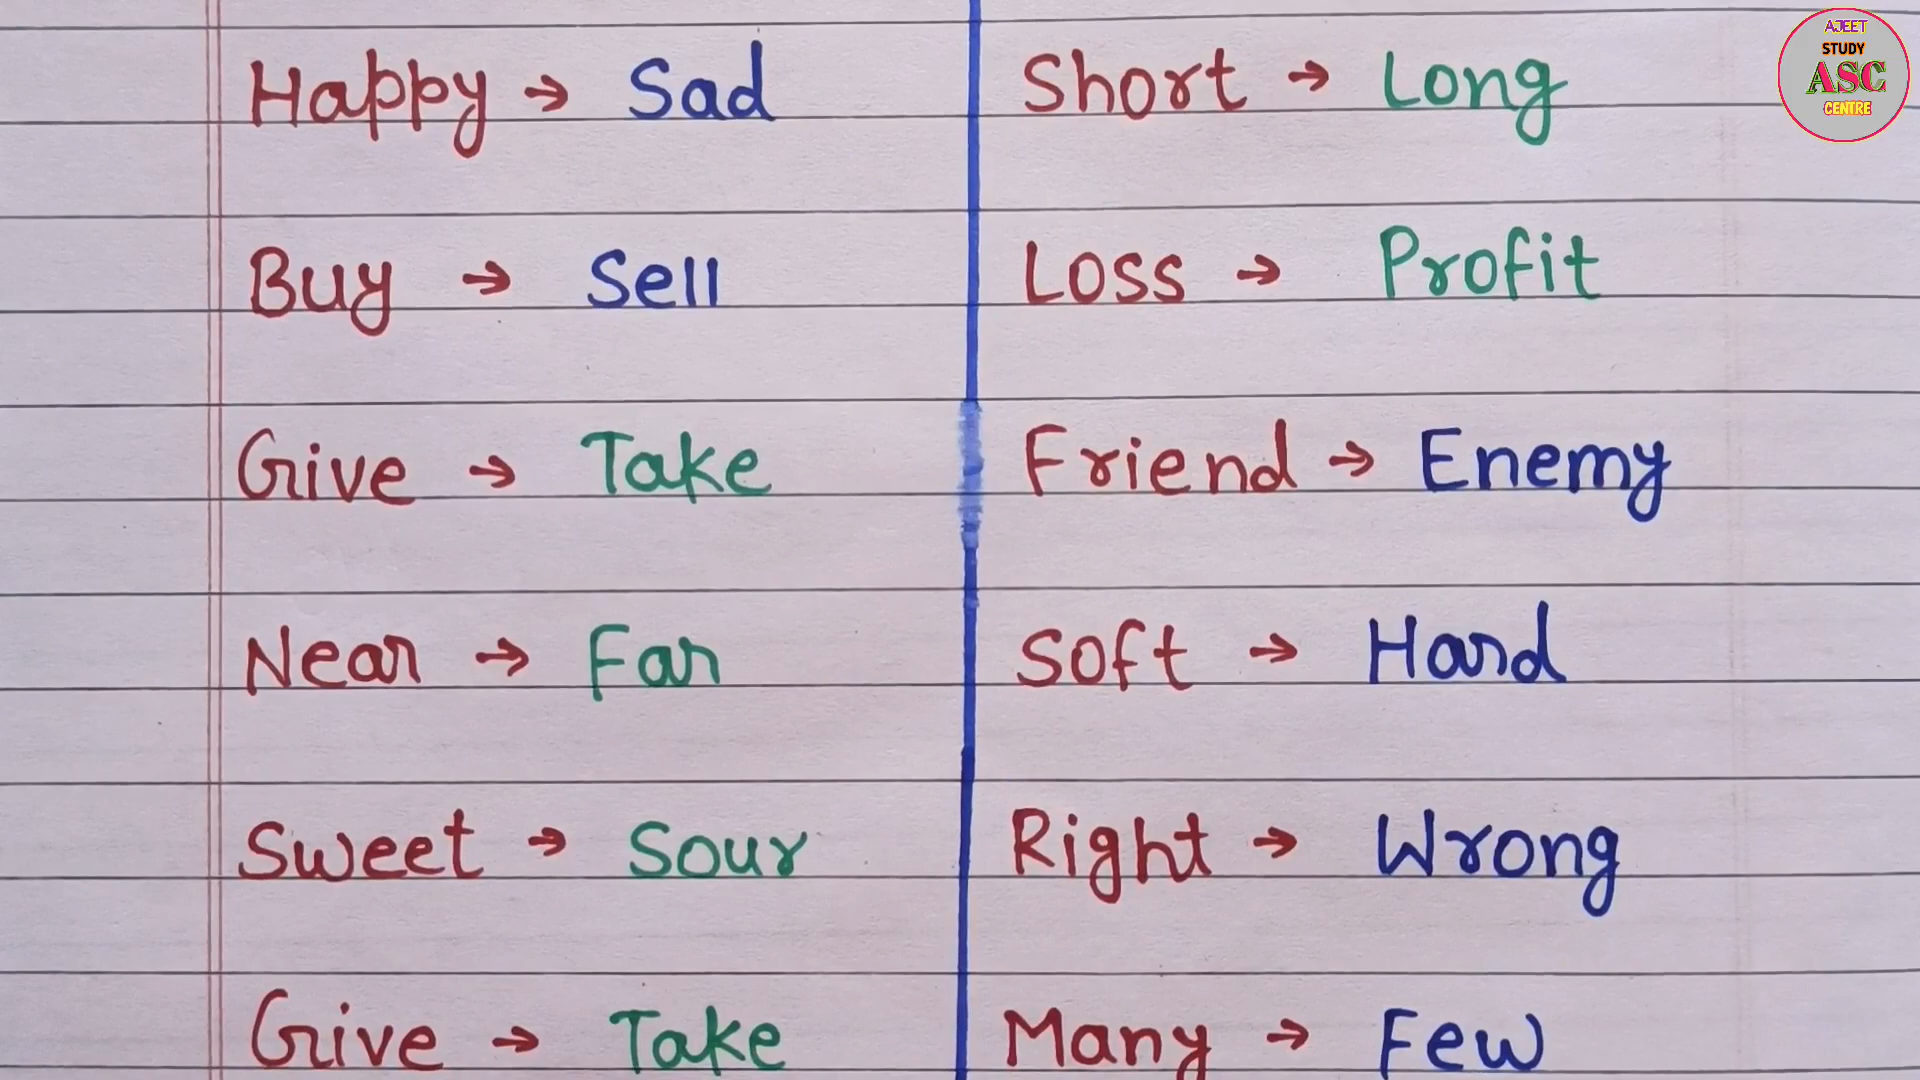 Happy → Sad
Buy → Sell
Give → Take
Near → Far
Sweet → Sour
Give → Take
Short → Long
Loss → Profit
Friend → Enemy
Soft → Hard
Right → Wrong
Many → Few
AJEET
STUDY
ASC
CENTRE